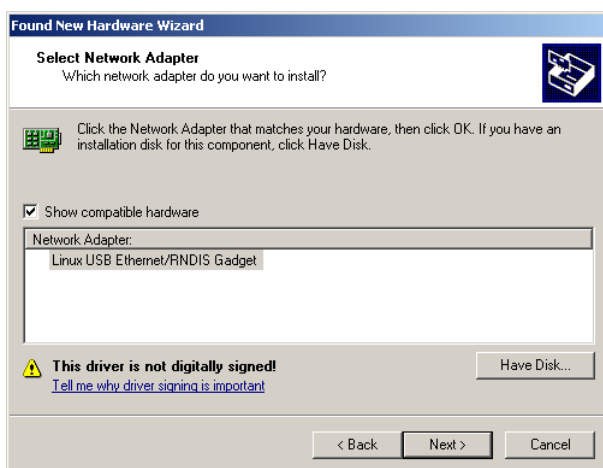 Found New Hardware Wizard
Select Network Adapter
Which network adapter do you want to install?
Click the Network Adapter that matches your hardware, then click OK. If you have an
installation disk for this component, click Have Disk.
Show compatible hardware
Network Adapter:
Linux USB Ethernet/RNDIS Gadget
This driver is not digitally signed!
Tell me why driver signing is important
Have Disk...
< Back
Next >
Cancel